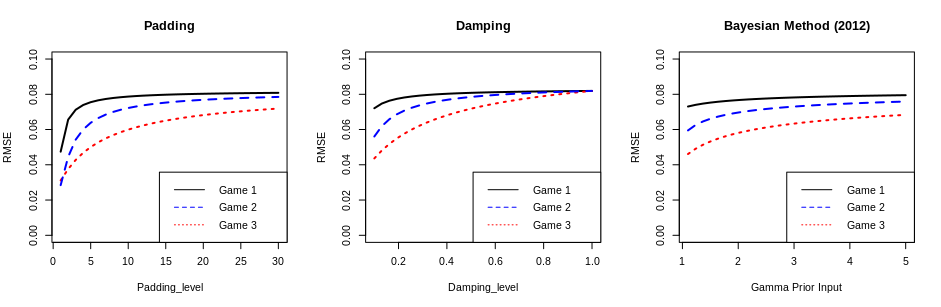 Padding
RMSE
0.10
0.08
0.06
0.04
0.02
0.00
Game 1
Game 2
Game 3
0 5 10 15 20 25 30
Padding_level
Damping
RMSE
0.10
0.08
0.06
0.04
0.02
0.00
Game 1
Game 2
Game 3
0.2 0.4 0.6 0.8 1.0
Damping_level
Bayesian Method (2012)
RMSE
0.10
0.08
0.06
0.04
0.02
0.00
Game 1
Game 2
Game 3
1 2 3 4 5
Gamma Prior Input